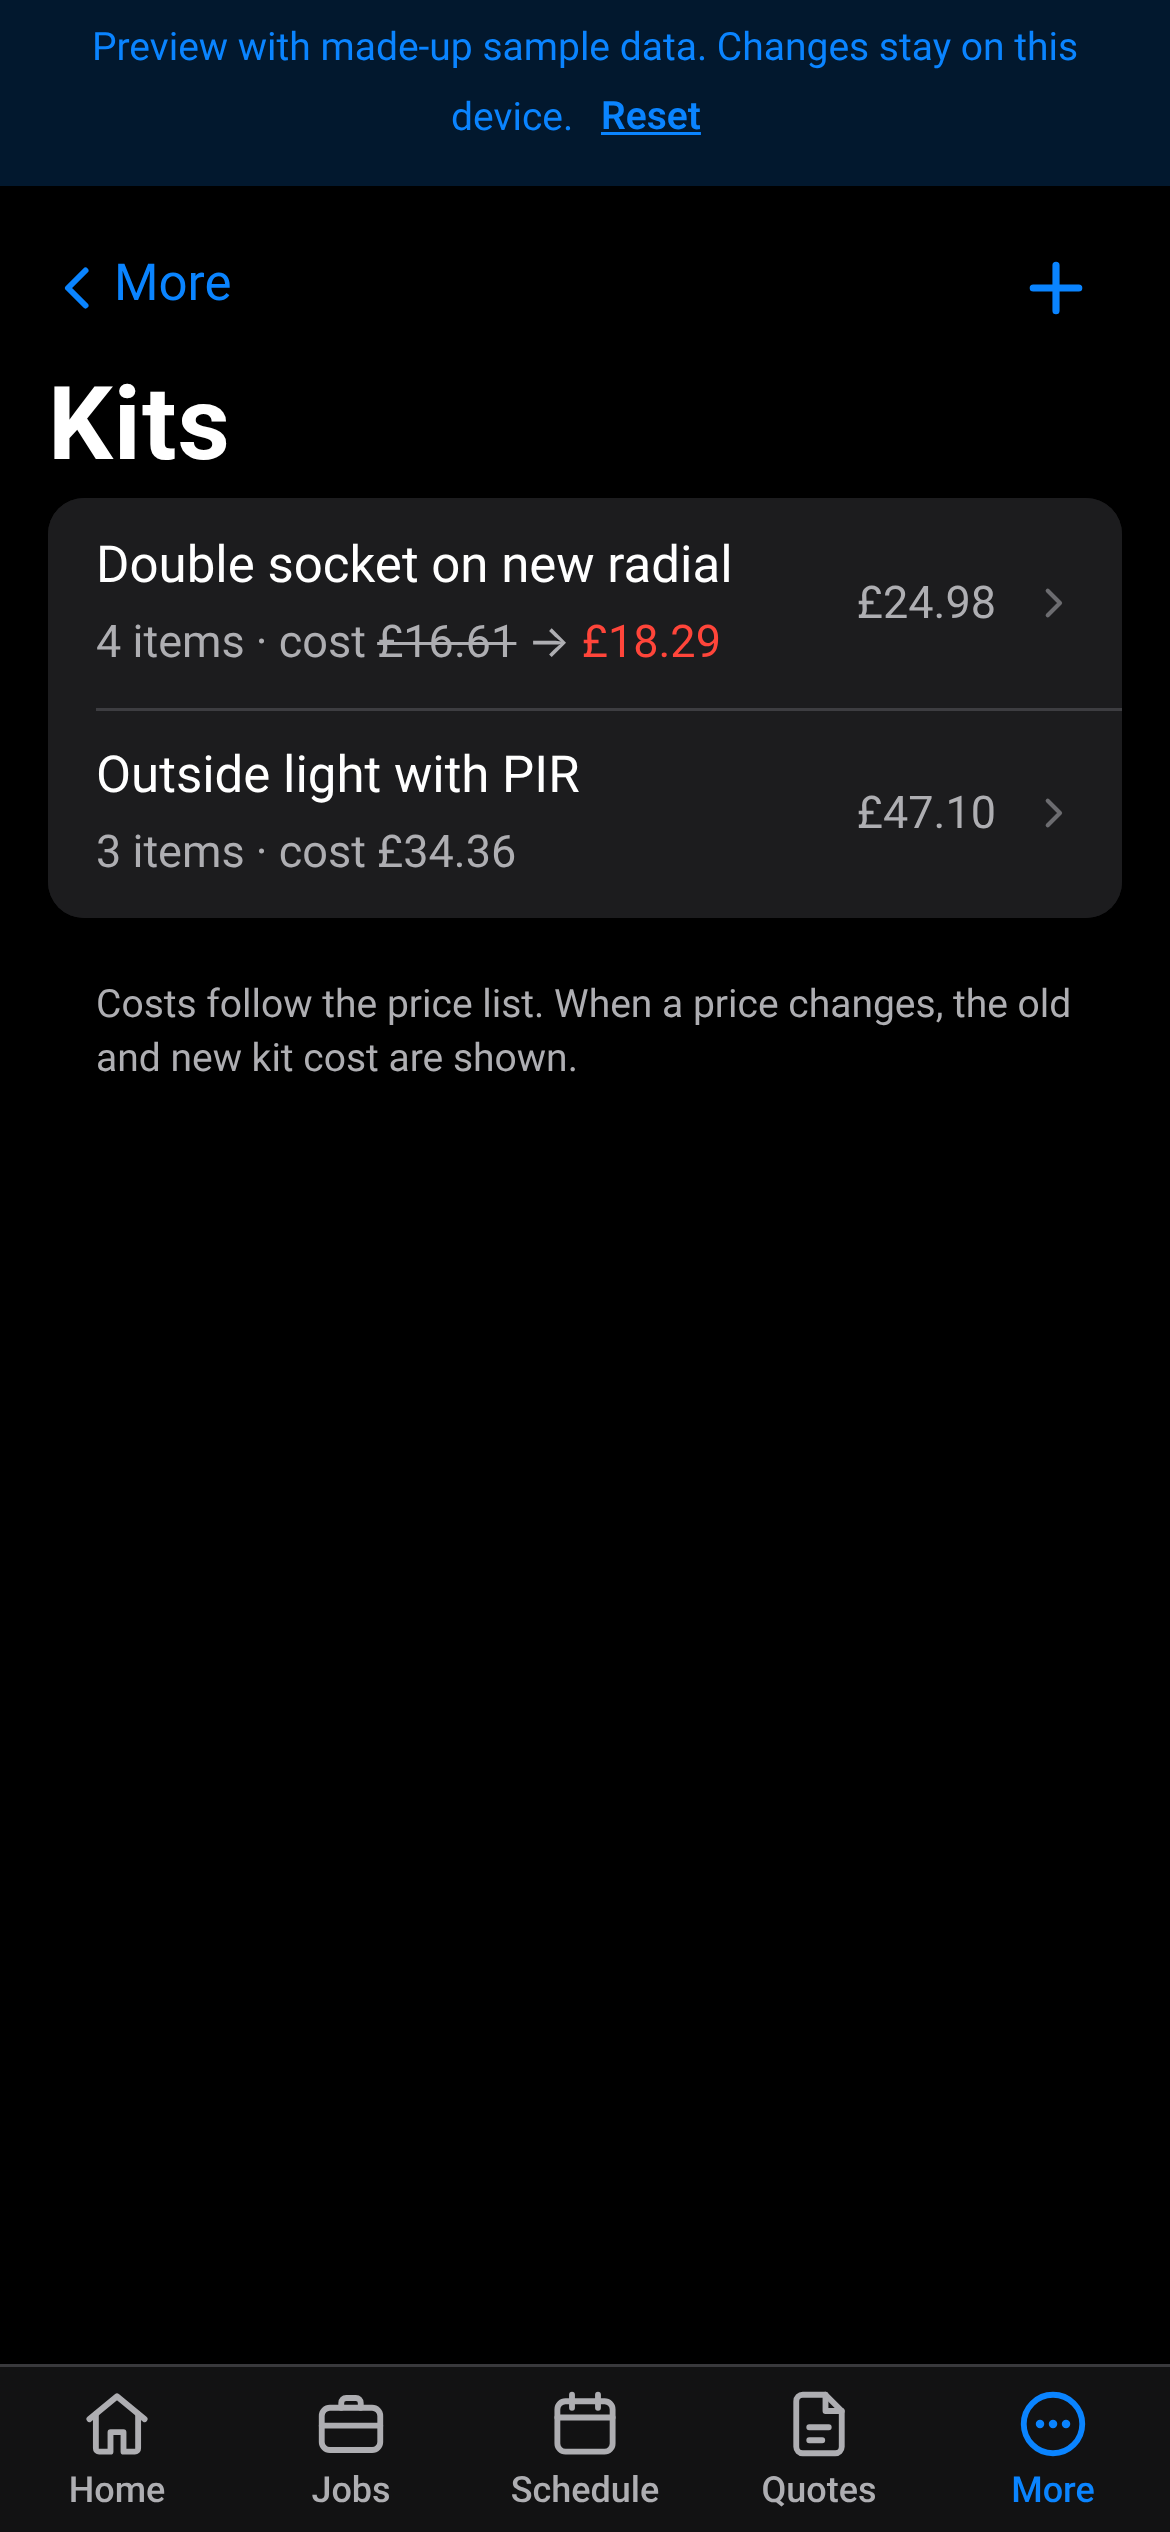 Preview with made-up sample data. Changes stay on this
device. Reset
More
Kits
Double socket on new radial
4 items · cost £16.61 → £18.29
£24.98
Outside light with PIR
3 items · cost £34.36
£47.10
Costs follow the price list. When a price changes, the old
and new kit cost are shown.
Home Jobs Schedule Quotes More